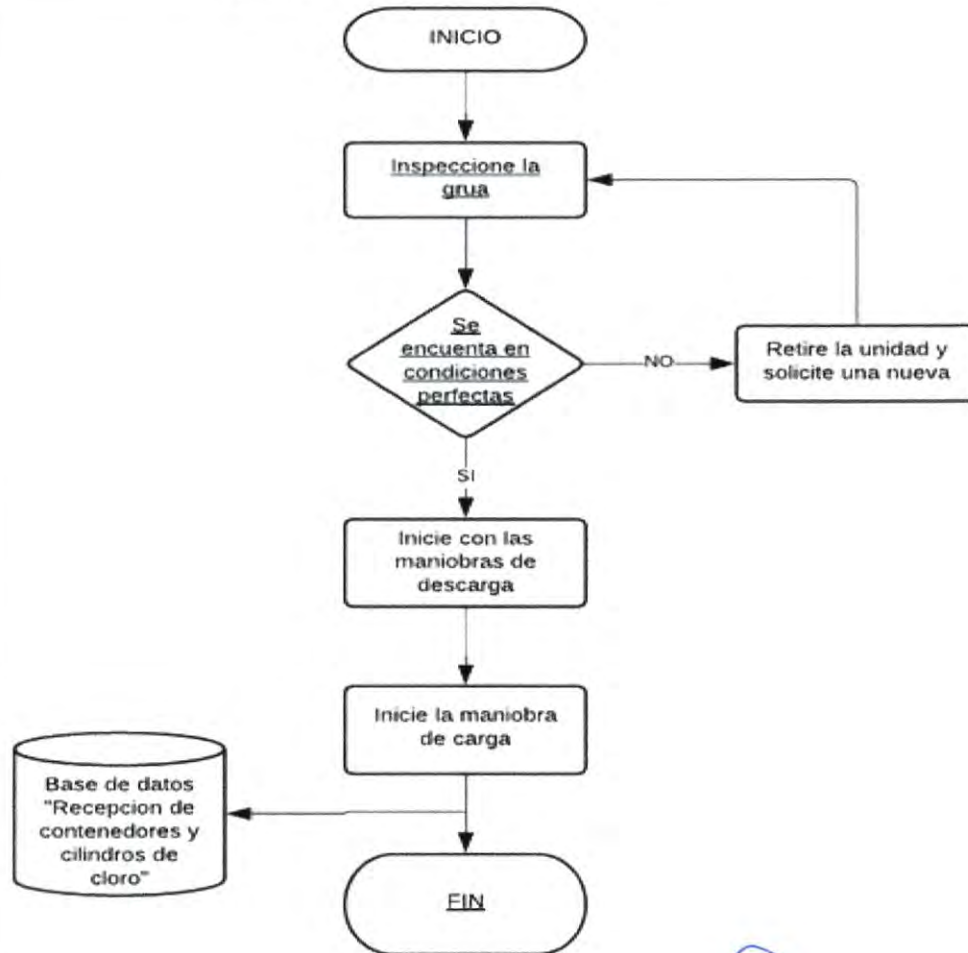 INICIO
Inspeccione la
grua
Se
encuenta en
condiciones
perfectas
NO
Retire la unidad y
solicite una nueva
SI
Inicie con las
maniobras de
descarga
Inicie la maniobra
de carga
Base de datos
"Recepcion de
contenedores y
cilindros de
cloro"
FIN